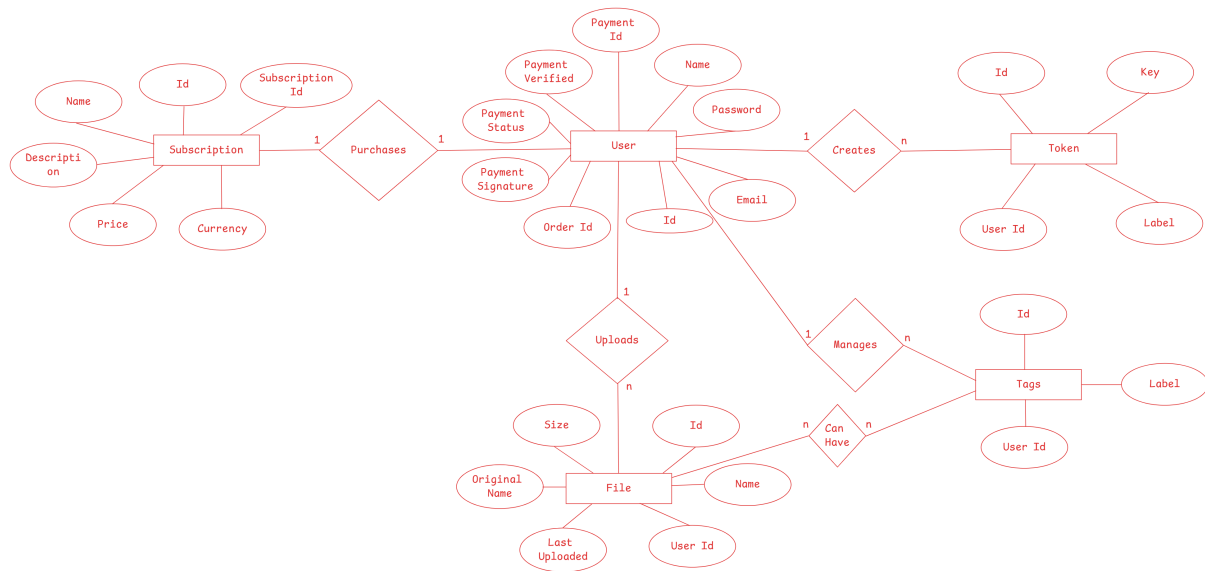 Payment
Id
Payment
Verified
Name
Id
Subscription
Id
Name
Payment
Status
Password
Id
Key
Subscription
1
Purchases
1
User
1
Creates
n
Token
Descripti
on
Payment
Signature
Email
Price
Currency
Order Id
Id
User Id
Label
1
Uploads
n
1
Manages
n
Id
Tags
Label
User Id
n
Can
Have
n
Size
Id
Original
Name
File
Name
Last
Uploaded
User Id